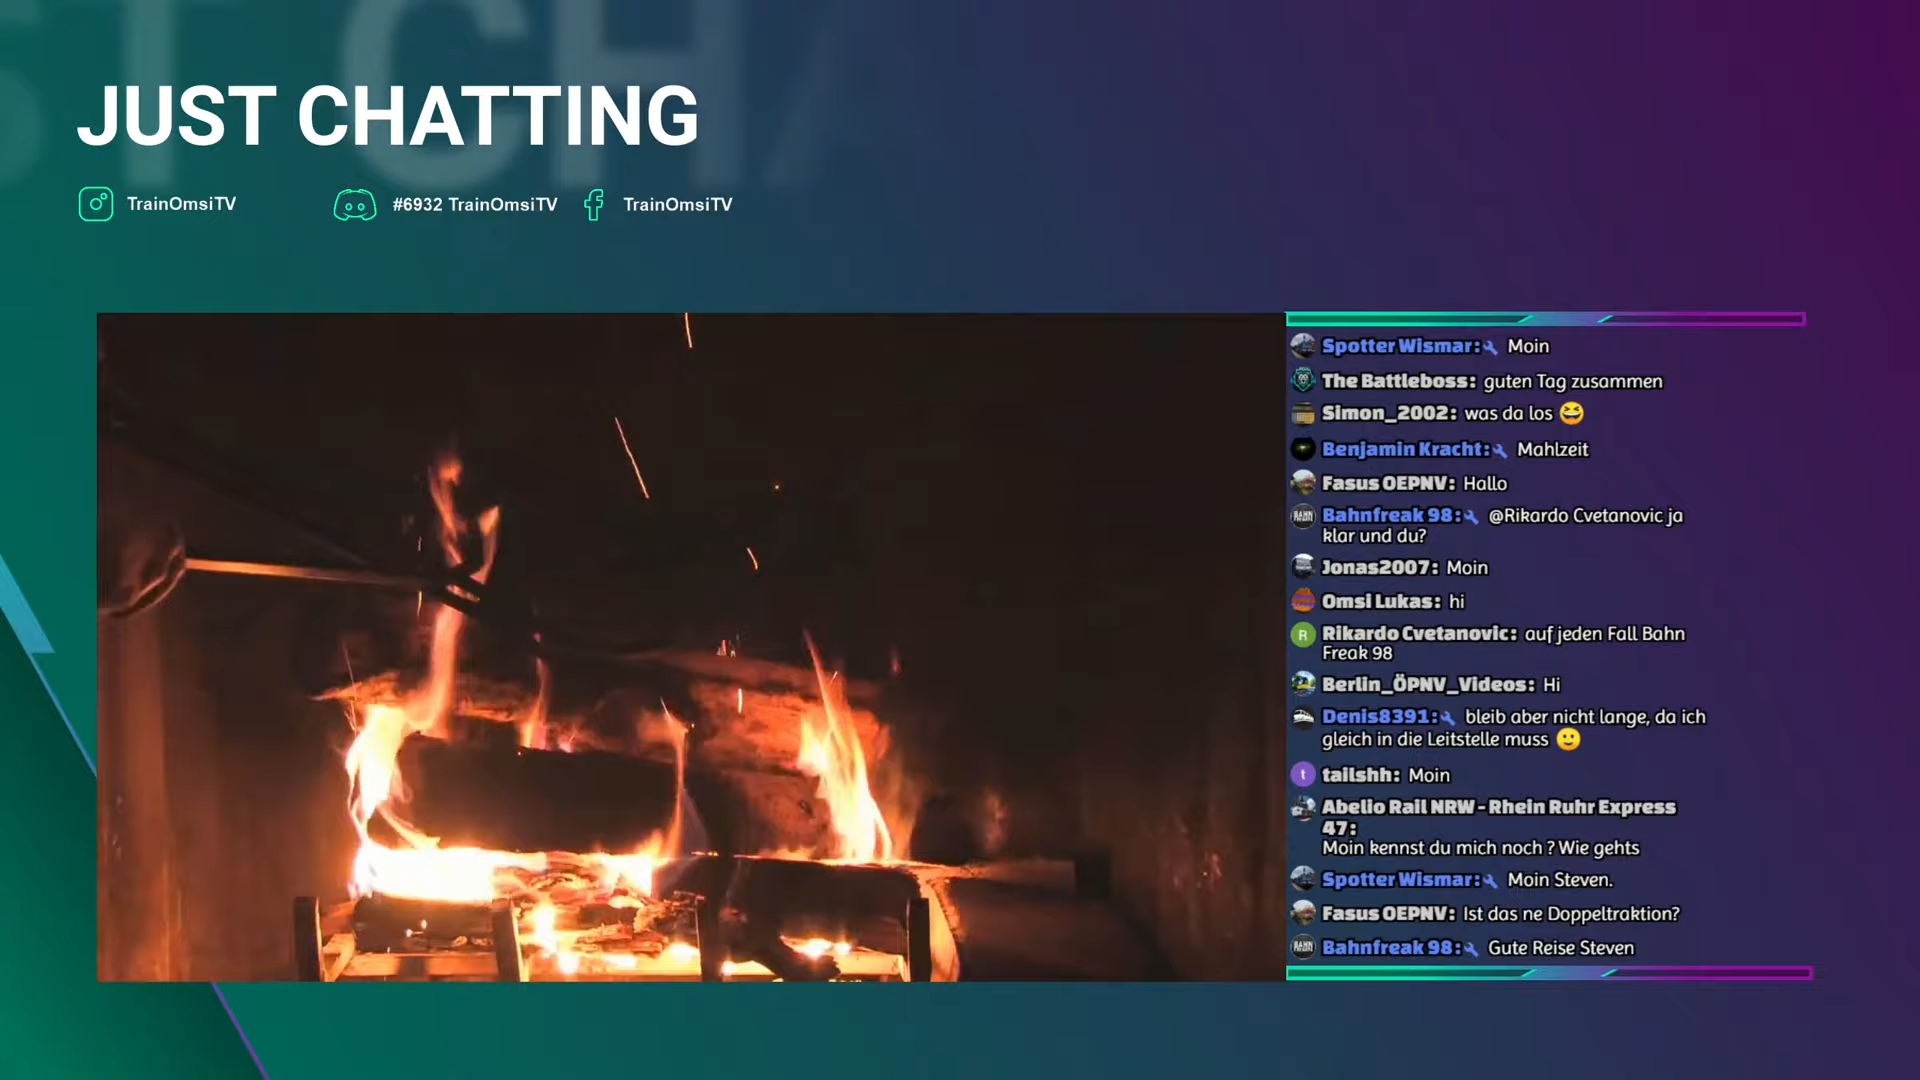 ST CHA
JUST CHATTING
TrainOmsiTV
#6932 TrainOmsiTV
TrainOmsiTV
Spotter Wismar: Moin
The Battleboss: guten Tag zusammen
Simon_2002: was da los 😆
Benjamin Kracht: Mahlzeit
Fasus OEPNV: Hallo
Bahnfreak 98: @Rikardo Cvetanovic ja
klar und du?
Jonas2007: Moin
Omsi Lukas: hi
R
Rikardo Cvetanovic: auf jeden Fall Bahn
Freak 98
Berlin_ÖPNV_Videos: Hi
Denis8391: bleib aber nicht lange, da ich
gleich in die Leitstelle muss 🙂
t
tailshh: Moin
Abelio Rail NRW - Rhein Ruhr Express
47:
Moin kennst du mich noch ? Wie gehts
Spotter Wismar: Moin Steven.
Fasus OEPNV: Ist das ne Doppeltraktion?
Bahnfreak 98: Gute Reise Steven